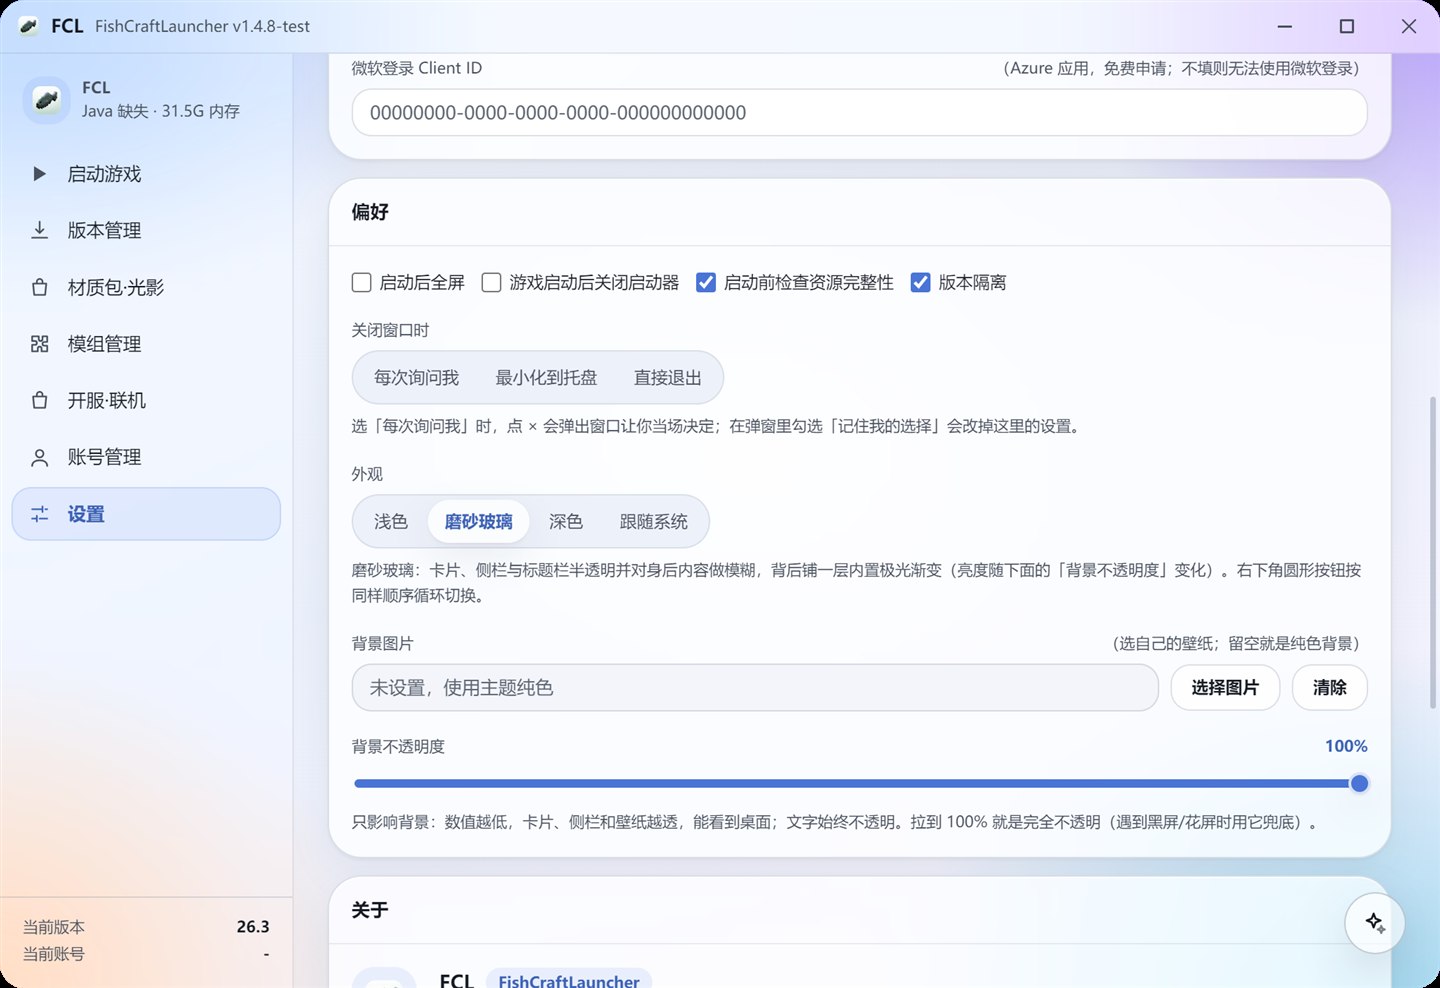 FCL FishCraftLauncher v1.4.8-test
FCL
Java 缺失 · 31.5G 内存
启动游戏
版本管理
材质包·光影
模组管理
开服·联机
账号管理
设置
当前版本 26.3
当前账号 -
微软登录 Client ID （Azure 应用，免费申请；不填则无法使用微软登录）
00000000-0000-0000-0000-000000000000
偏好
启动后全屏 游戏启动后关闭启动器 启动前检查资源完整性 版本隔离
关闭窗口时
每次询问我 最小化到托盘 直接退出
选「每次询问我」时，点 × 会弹出窗口让你当场决定；在弹窗里勾选「记住我的选择」会改掉这里的设置。
外观
浅色 磨砂玻璃 深色 跟随系统
磨砂玻璃：卡片、侧栏与标题栏半透明并对身后内容做模糊，背后铺一层内置极光渐变（亮度随下面的「背景不透明度」变化）。右下角圆形按钮按
同样顺序循环切换。
背景图片 （选自己的壁纸；留空就是纯色背景）
未设置，使用主题纯色 选择图片 清除
背景不透明度 100%
只影响背景：数值越低，卡片、侧栏和壁纸越透，能看到桌面；文字始终不透明。拉到 100% 就是完全不透明（遇到黑屏/花屏时用它兜底）。
关于
FCL FishCraftLauncher